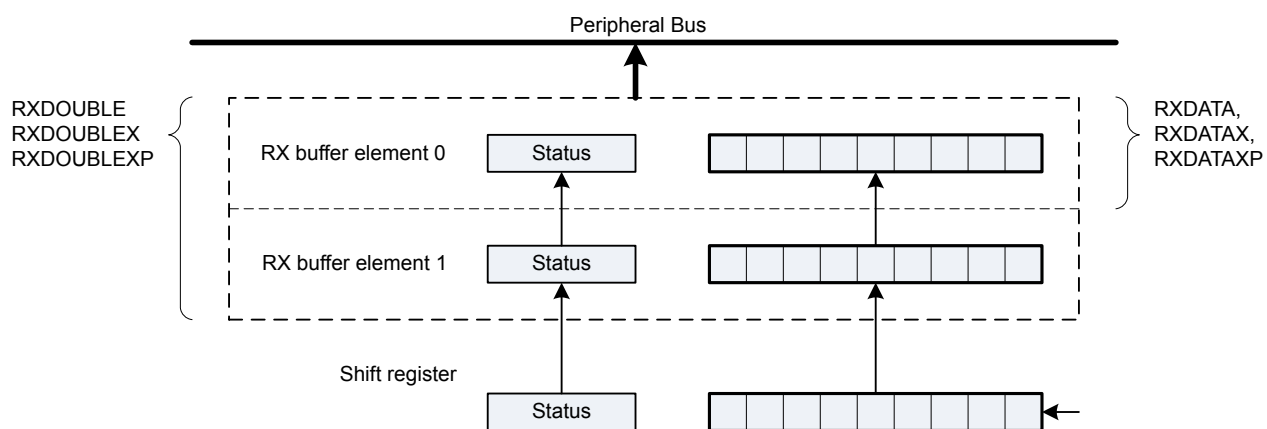 Peripheral Bus
RXDOUBLE
RXDOUBLEX
RXDOUBLEXP
RXDATA,
RXDATAX,
RXDATAXP
RX buffer element 0
Status
RX buffer element 1
Status
Shift register
Status